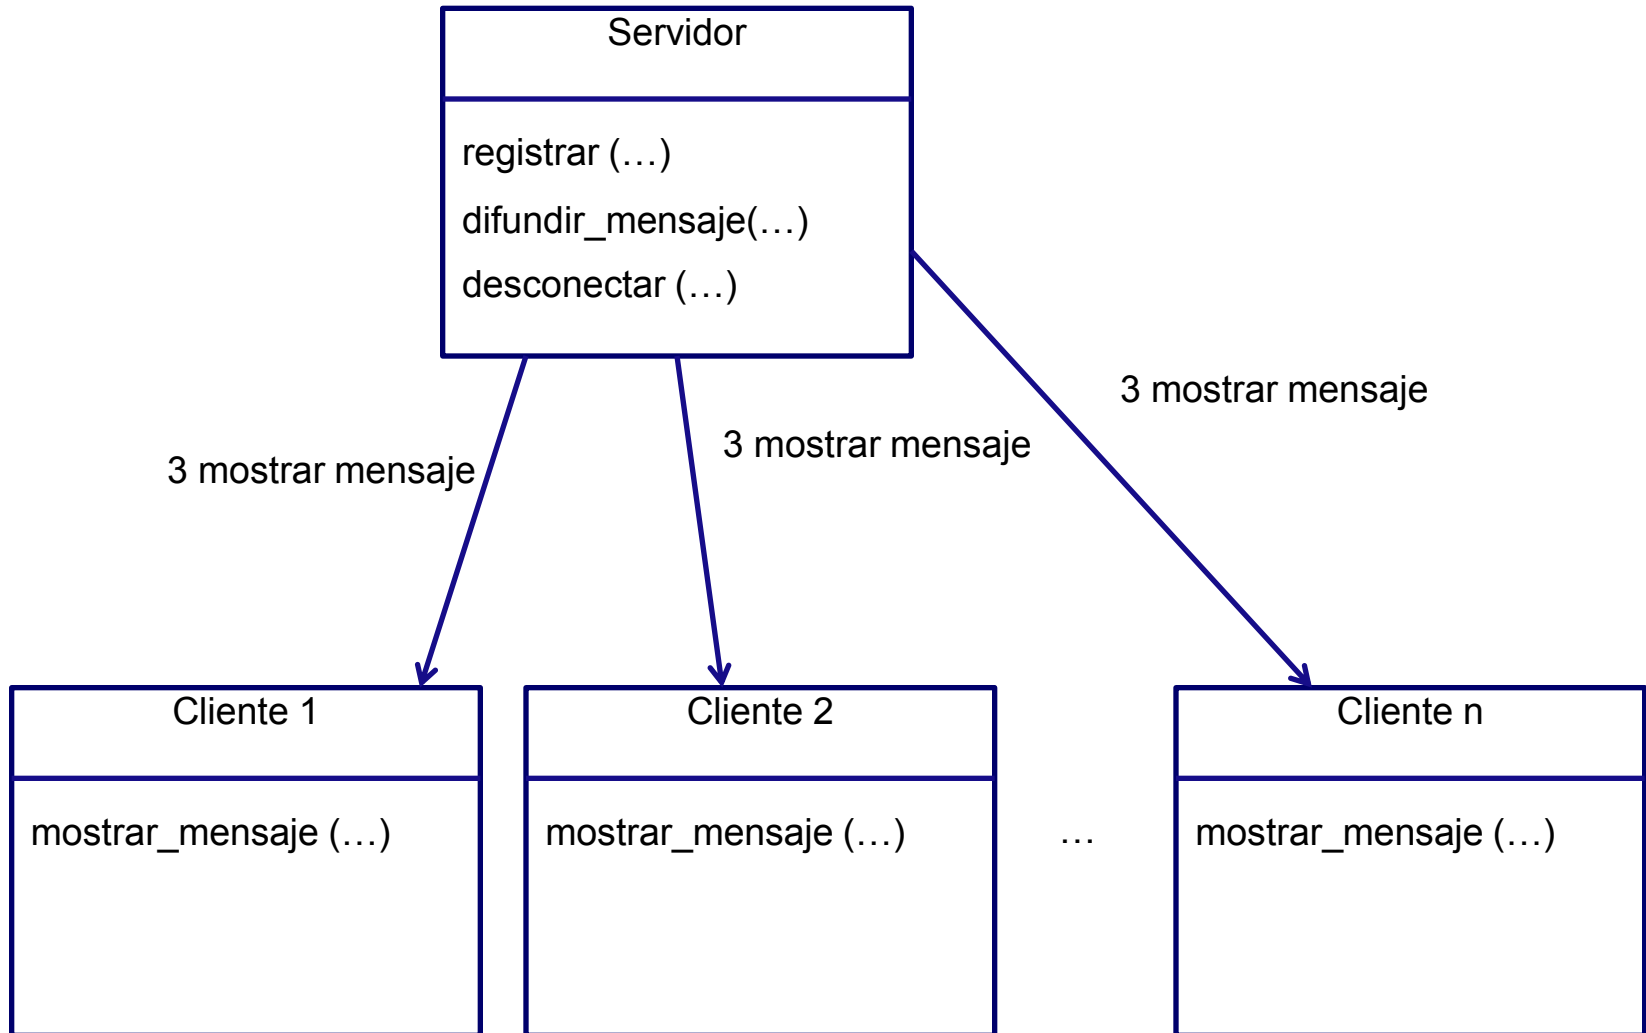 Servidor
registrar (…)
difundir_mensaje(…)
desconectar (…)
3 mostrar mensaje
3 mostrar mensaje
3 mostrar mensaje
Cliente 1
mostrar_mensaje (…)
Cliente 2
mostrar_mensaje (…)
…
Cliente n
mostrar_mensaje (…)